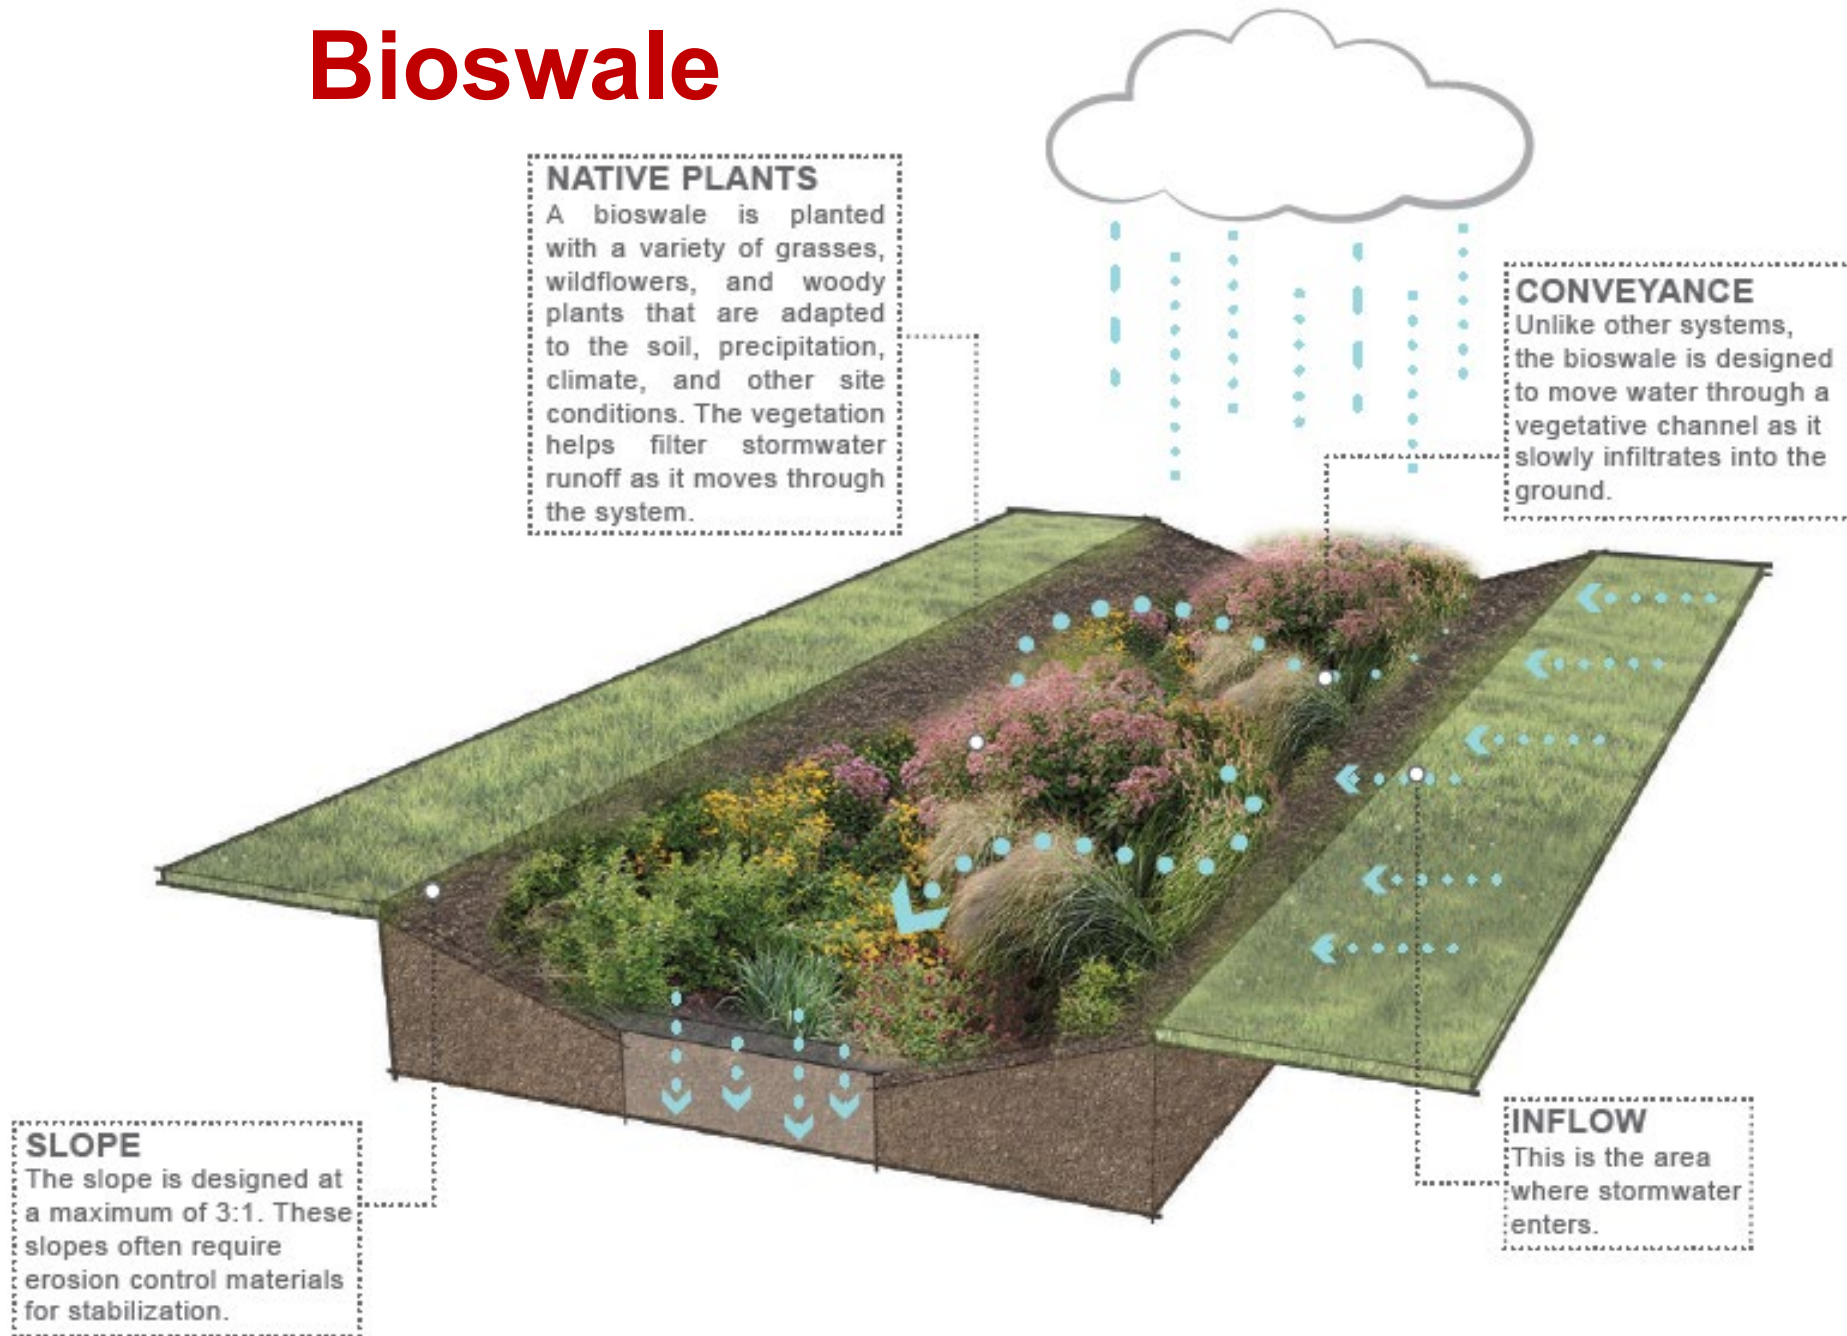 Bioswale
NATIVE PLANTS
A bioswale is planted
with a variety of grasses,
wildflowers, and woody
plants that are adapted
to the soil, precipitation,
climate, and other site
conditions. The vegetation
helps filter stormwater
runoff as it moves through
the system.
CONVEYANCE
Unlike other systems,
the bioswale is designed
to move water through a
vegetative channel as it
slowly infiltrates into the
ground.
SLOPE
The slope is designed at
a maximum of 3:1. These
slopes often require
erosion control materials
for stabilization.
INFLOW
This is the area
where stormwater
enters.